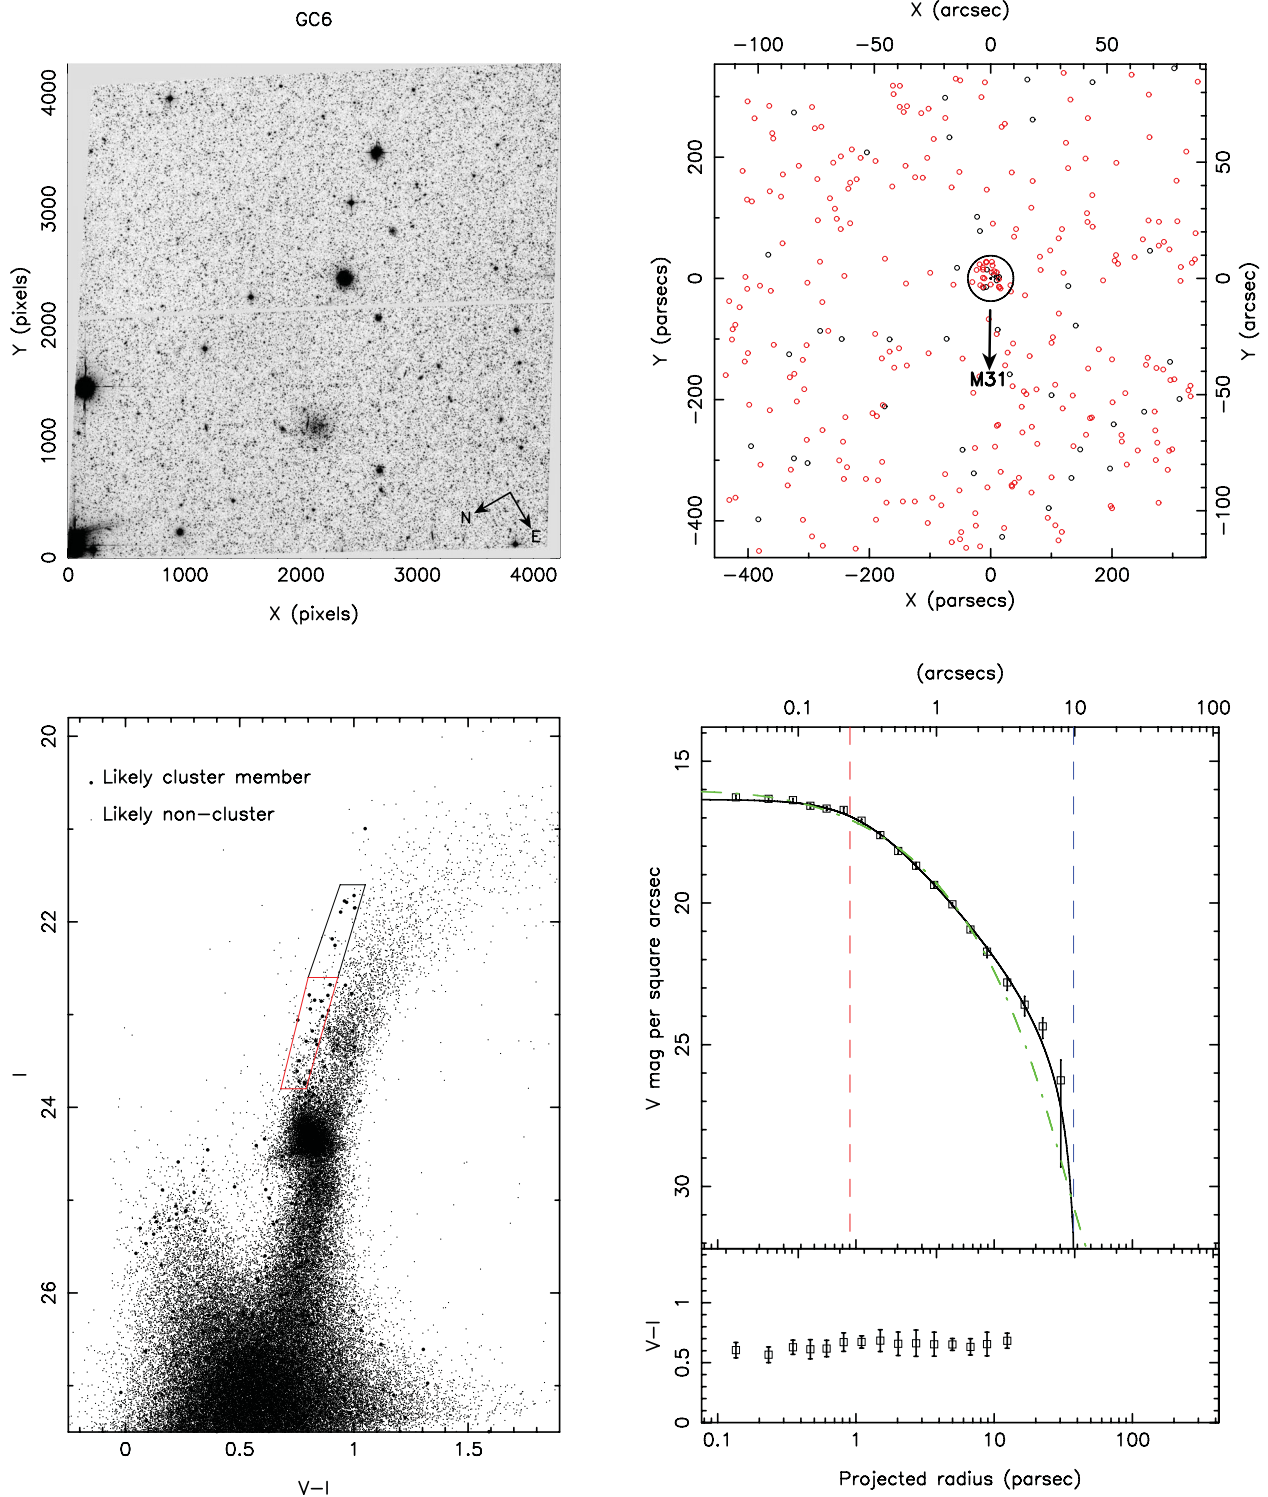 GC6
Y (pixels)
4000
3000
2000
1000
0
N
E
0 1000 2000 3000 4000
X (pixels)
X (arcsec)
−100 −50 0 50
Y (parsecs)
200
0
−200
−400
M31
50
0
−50
−100
Y (arcsec)
−400 −200 0 200
X (parsecs)
I
20
22
24
26
Likely cluster member
Likely non−cluster
0 0.5 1 1.5
V−I
(arcsecs)
0.1 1 10 100
V mag per square arcsec
15
20
25
30
V−I
1
0.5
0
0.1 1 10 100
Projected radius (parsec)